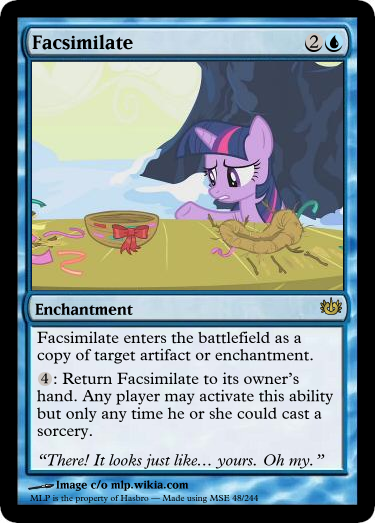 Facsimilate 2
Enchantment
Facsimilate enters the battlefield as a
copy of target artifact or enchantment.
4: Return Facsimilate to its owner's
hand. Any player may activate this ability
but only any time he or she could cast a
sorcery.
“There! It looks just like… yours. Oh my.”
Image c/o mlp.wikia.com
MLP is the property of Hasbro — Made using MSE 48/244